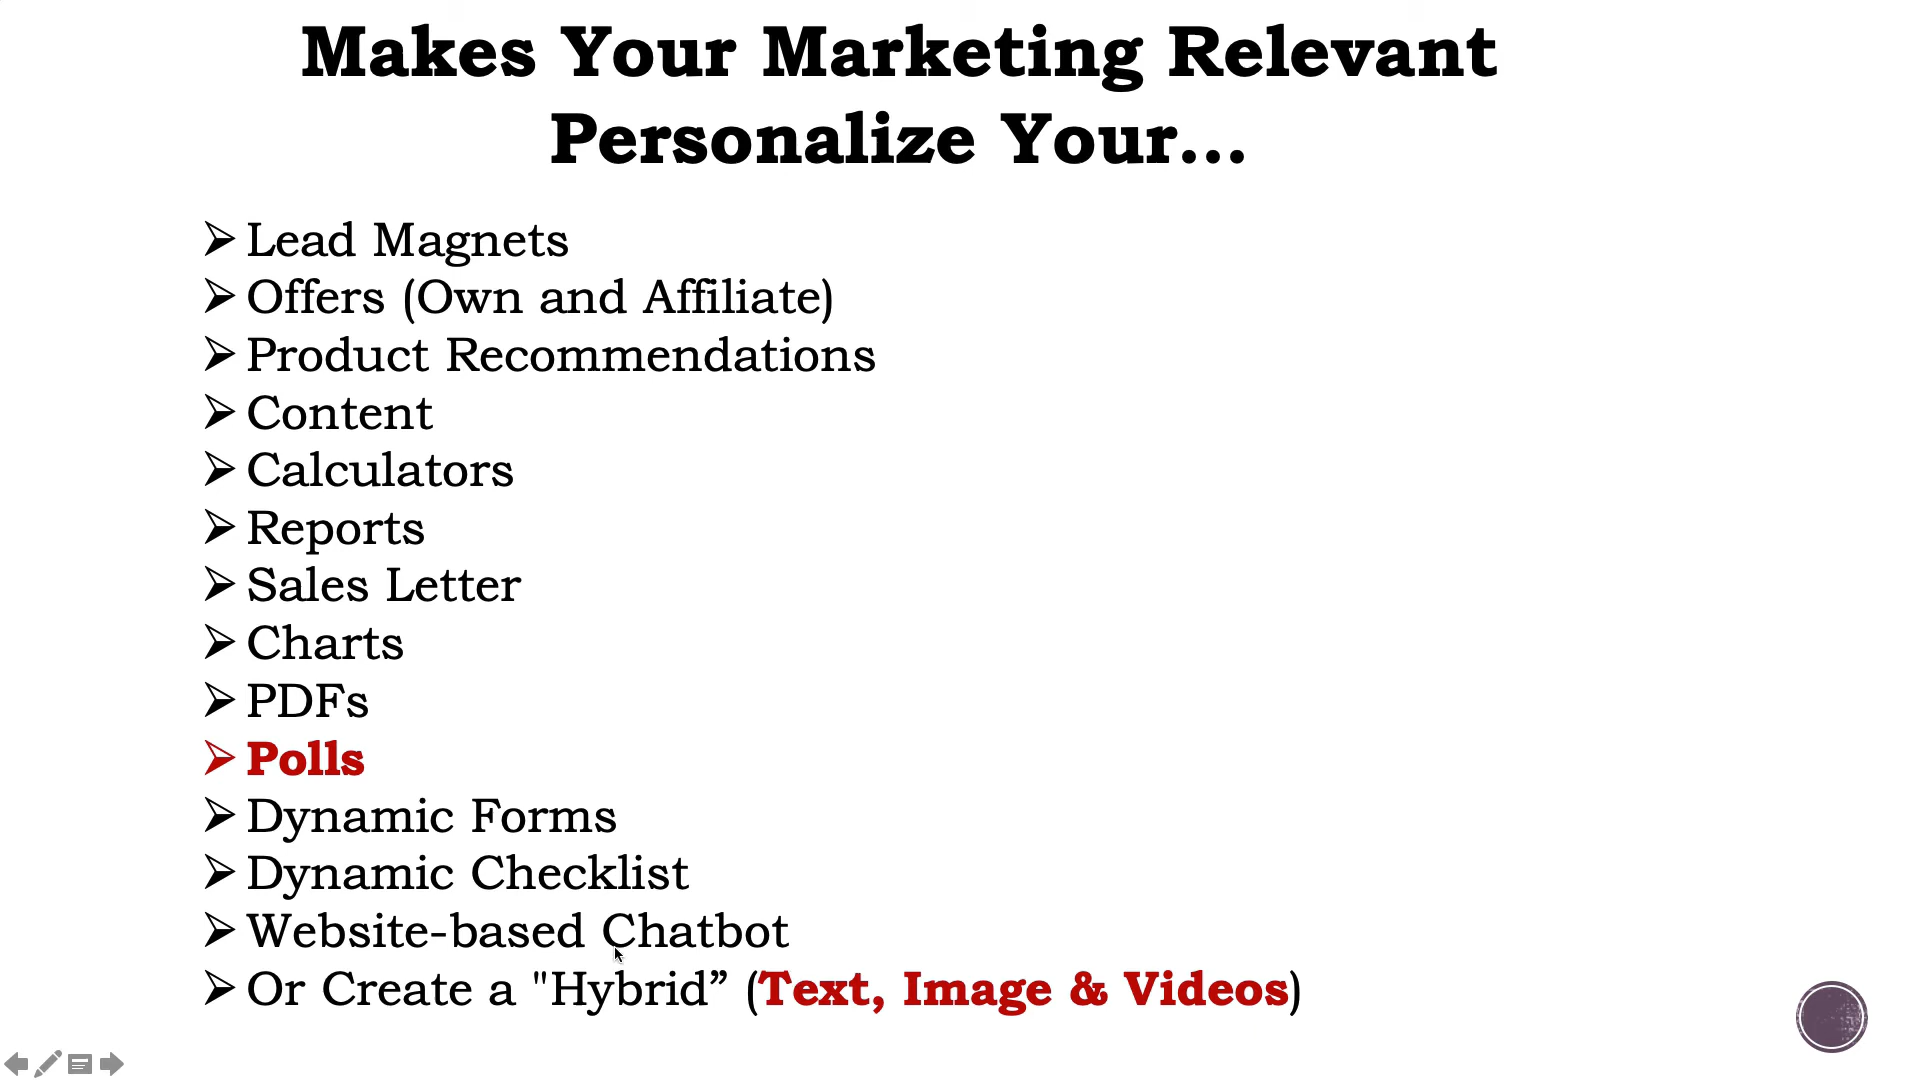 Makes Your Marketing Relevant
Personalize Your...
Lead Magnets
Offers (Own and Affiliate)
Product Recommendations
Content
Calculators
Reports
Sales Letter
Charts
PDFs
Polls
Dynamic Forms
Dynamic Checklist
Website-based Chatbot
Or Create a "Hybrid” (Text, Image & Videos)